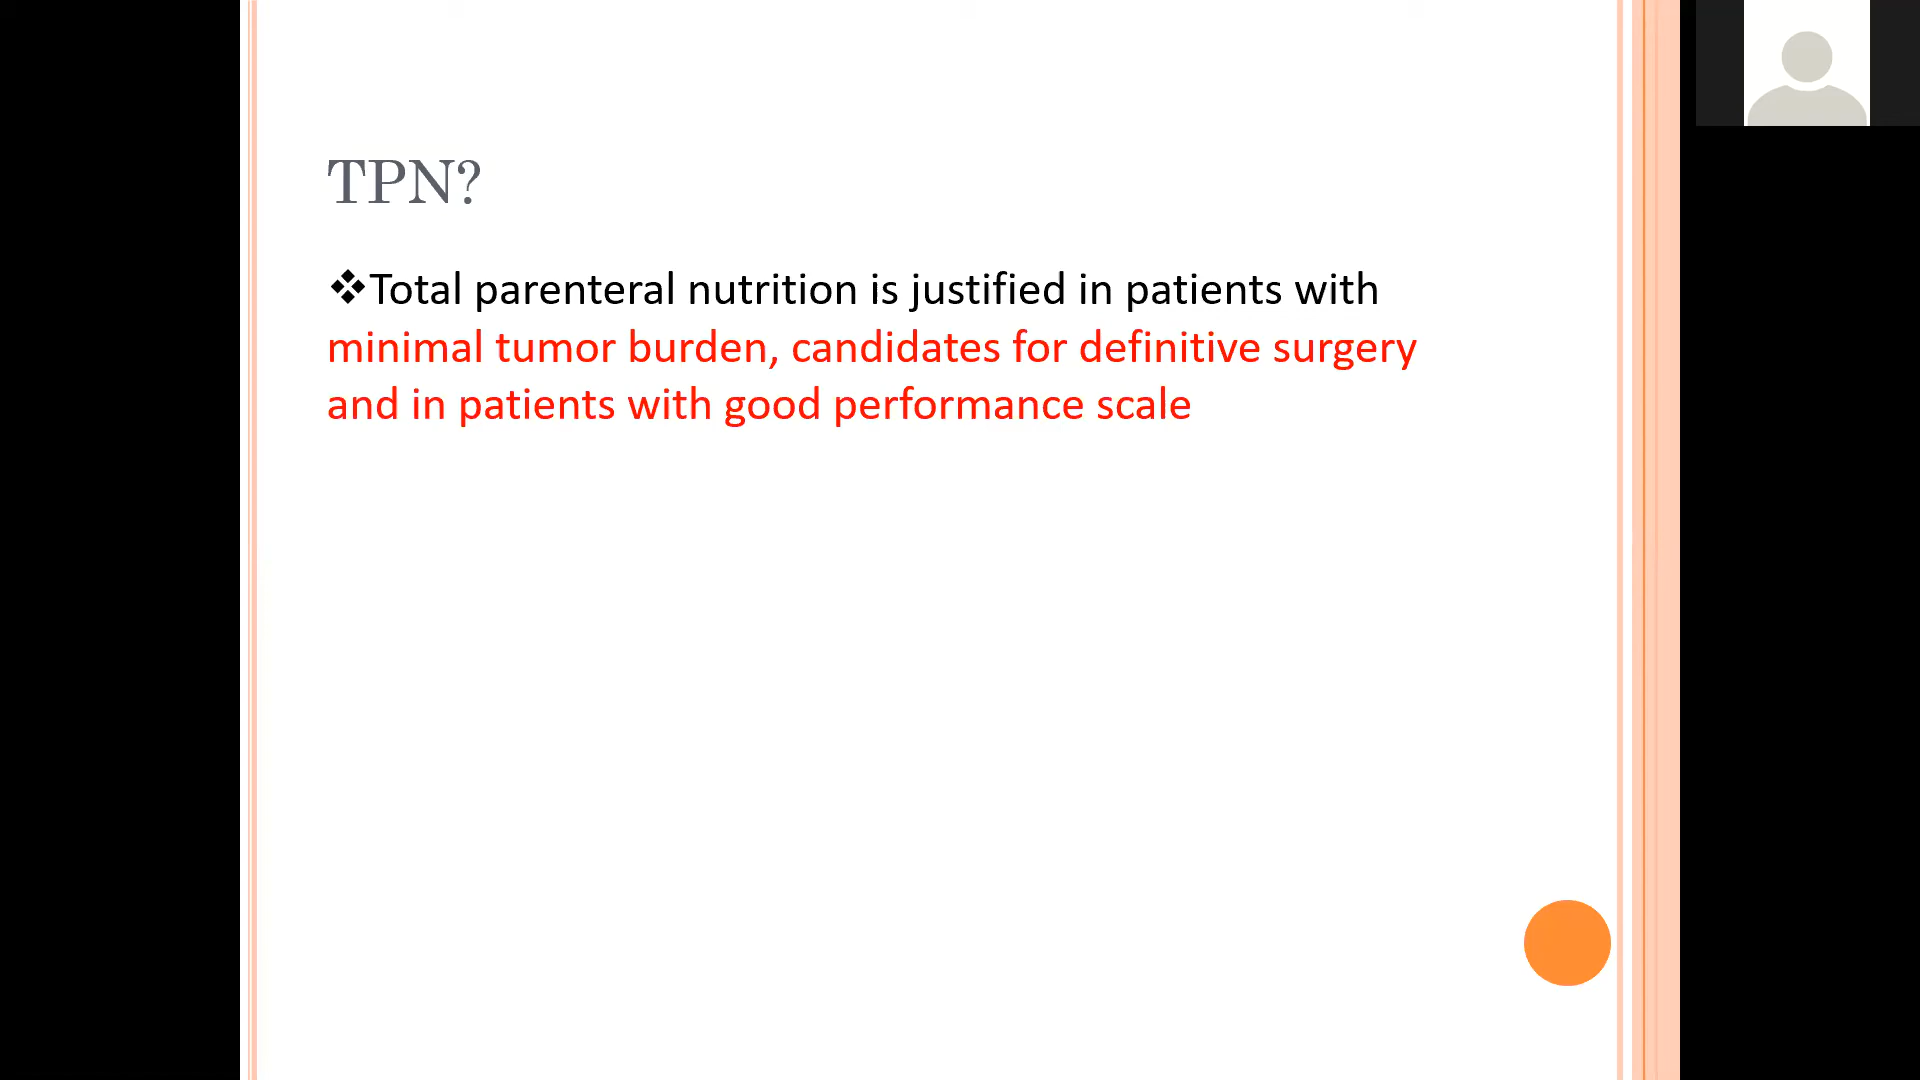 TPN?
❖Total parenteral nutrition is justified in patients with
minimal tumor burden, candidates for definitive surgery
and in patients with good performance scale